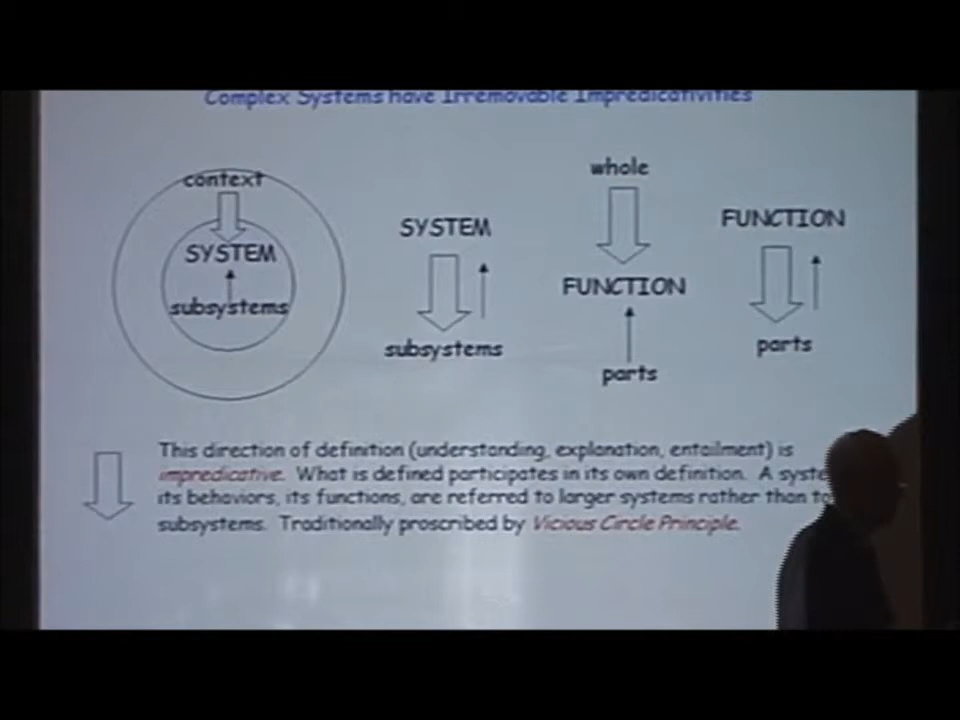 Complex Systems have Irremovable Impredicativities
context
SYSTEM
subsystems
SYSTEM
subsystems
whole
FUNCTION
parts
FUNCTION
parts
This direction of definition (understanding, explanation, entailment) is
impredicative. What is defined participates in its own definition. A syste
its behaviors, its functions, are referred to larger systems rather than to
subsystems. Traditionally proscribed by Vicious Circle Principle.